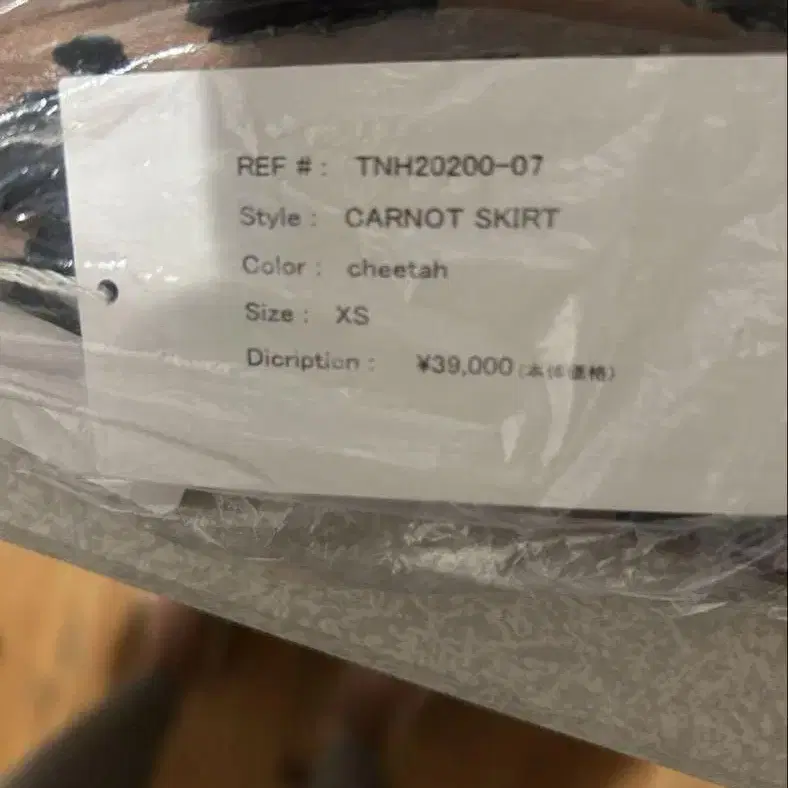 REF #: TNH20200-07
Style: CARNOT SKIRT
Color: cheetah
Size: XS
Dicription: ¥39,000(本体価格)